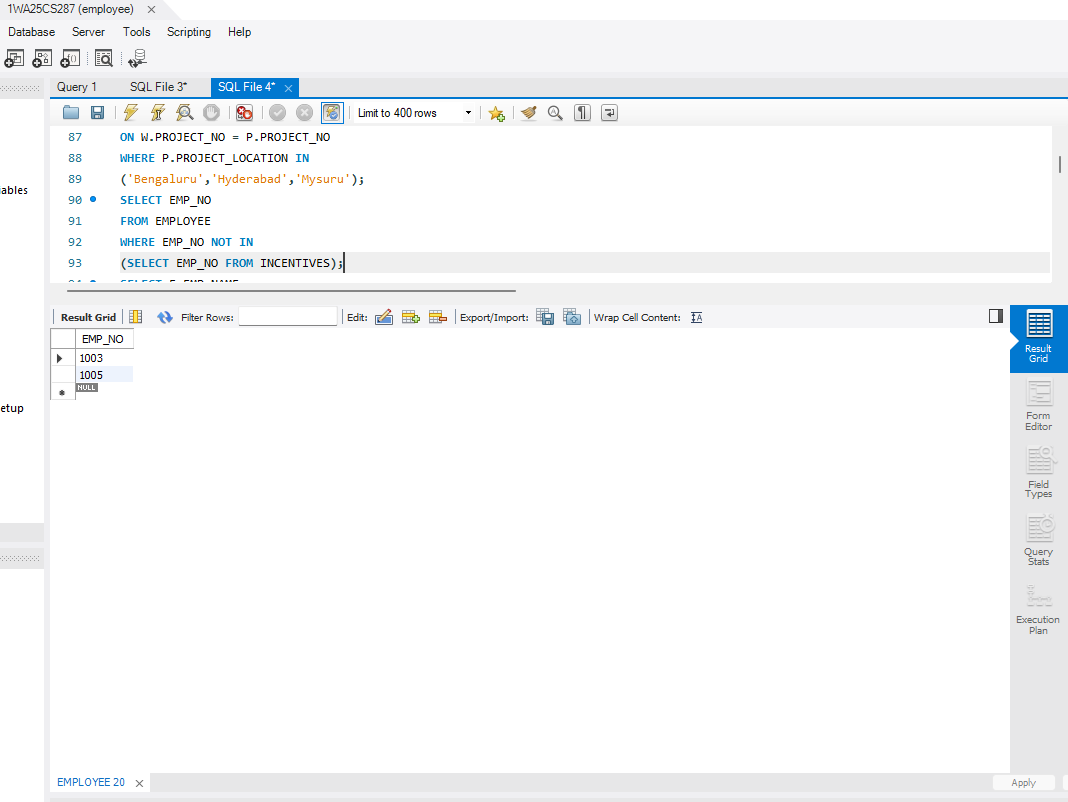 1WA25CS287 (employee)
Database Server Tools Scripting Help
Query 1 SQL File 3* SQL File 4*
Limit to 400 rows
87 ON W.PROJECT_NO = P.PROJECT_NO
88 WHERE P.PROJECT_LOCATION IN
89 ('Bengaluru','Hyderabad','Mysuru');
90 SELECT EMP_NO
91 FROM EMPLOYEE
92 WHERE EMP_NO NOT IN
93 (SELECT EMP_NO FROM INCENTIVES);
ables
etup
Result Grid Filter Rows: Edit: Export/Import: Wrap Cell Content:
EMP_NO
1003
1005
NULL
Result
Grid
Form
Editor
Field
Types
Query
Stats
Execution
Plan
EMPLOYEE 20
Apply